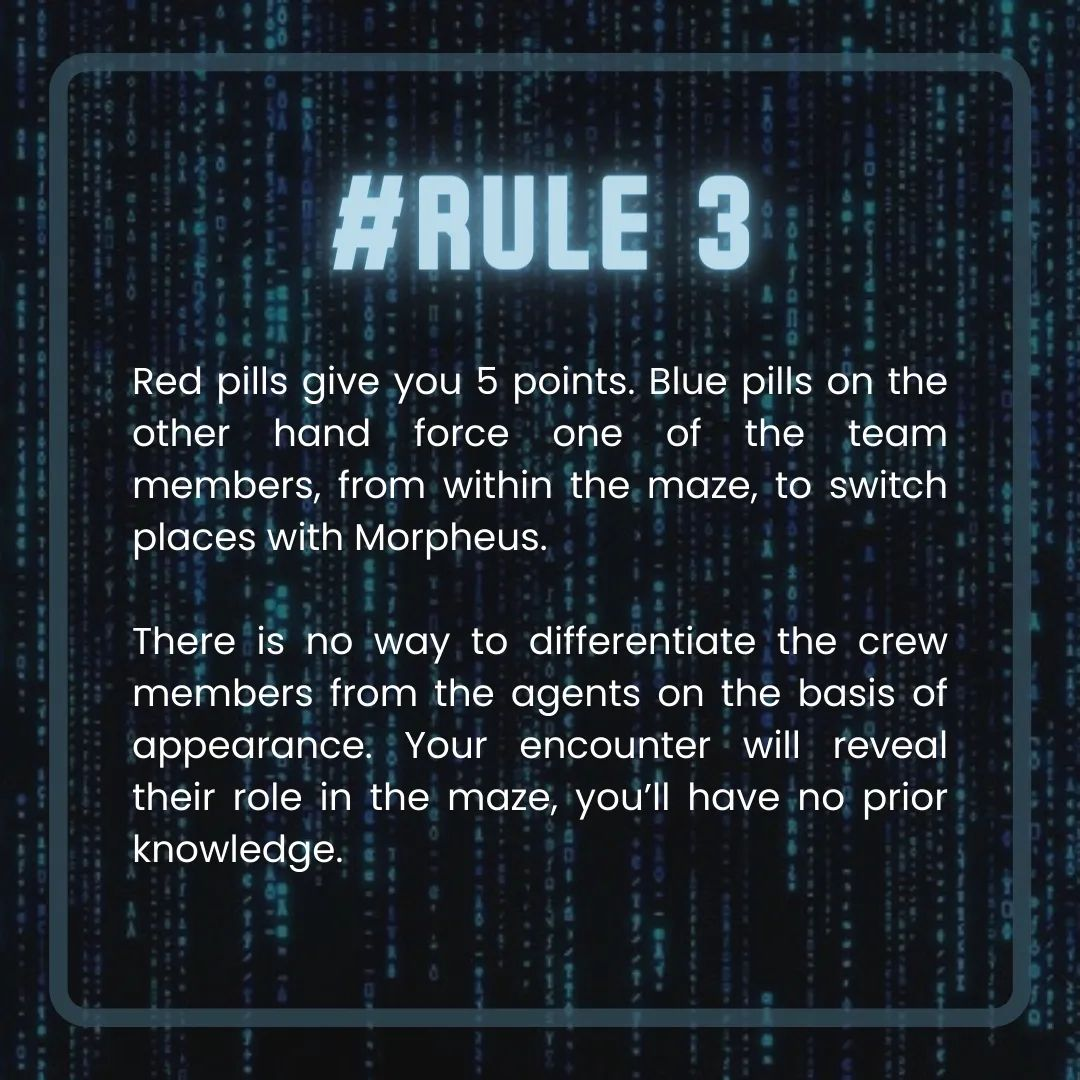 #RULE 3
Red pills give you 5 points. Blue pills on the
other hand force one of the team
members, from within the maze, to switch
places with Morpheus.
There is no way to differentiate the crew
members from the agents on the basis of
appearance. Your encounter will reveal
their role in the maze, you’ll have no prior
knowledge.